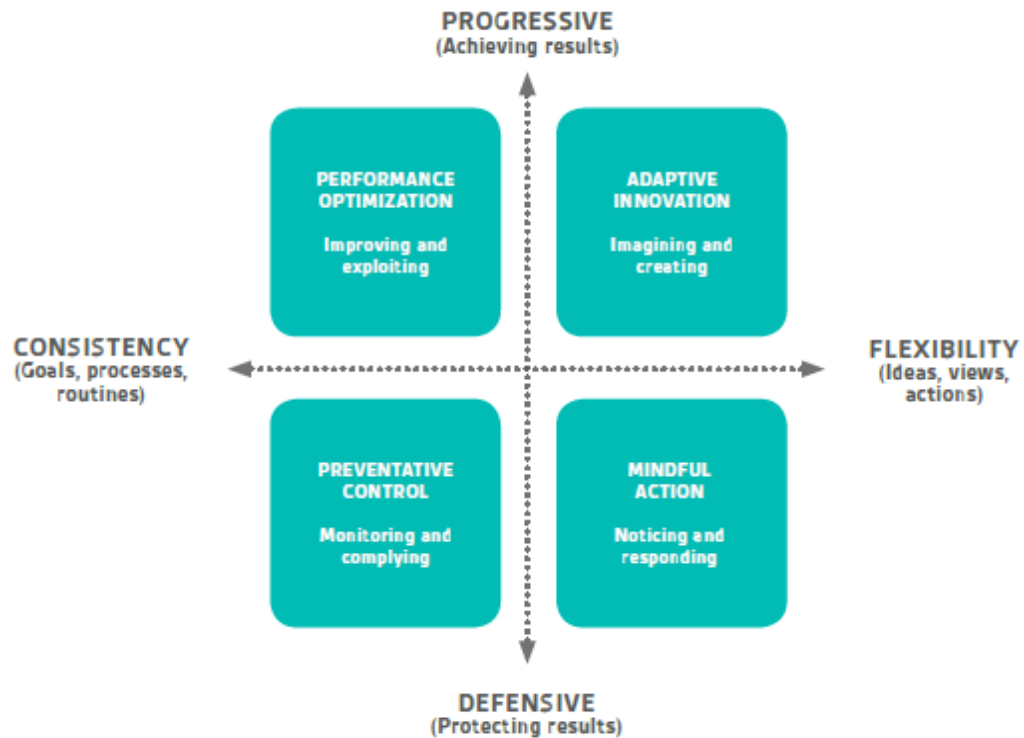 PROGRESSIVE
(Achieving results)
PERFORMANCE
OPTIMIZATION
Improving and
exploiting
ADAPTIVE
INNOVATION
Imagining and
creating
CONSISTENCY
(Goals, processes,
routines)
FLEXIBILITY
(Ideas, views,
actions)
PREVENTATIVE
CONTROL
Monitoring and
complying
MINDFUL
ACTION
Noticing and
responding
DEFENSIVE
(Protecting results)